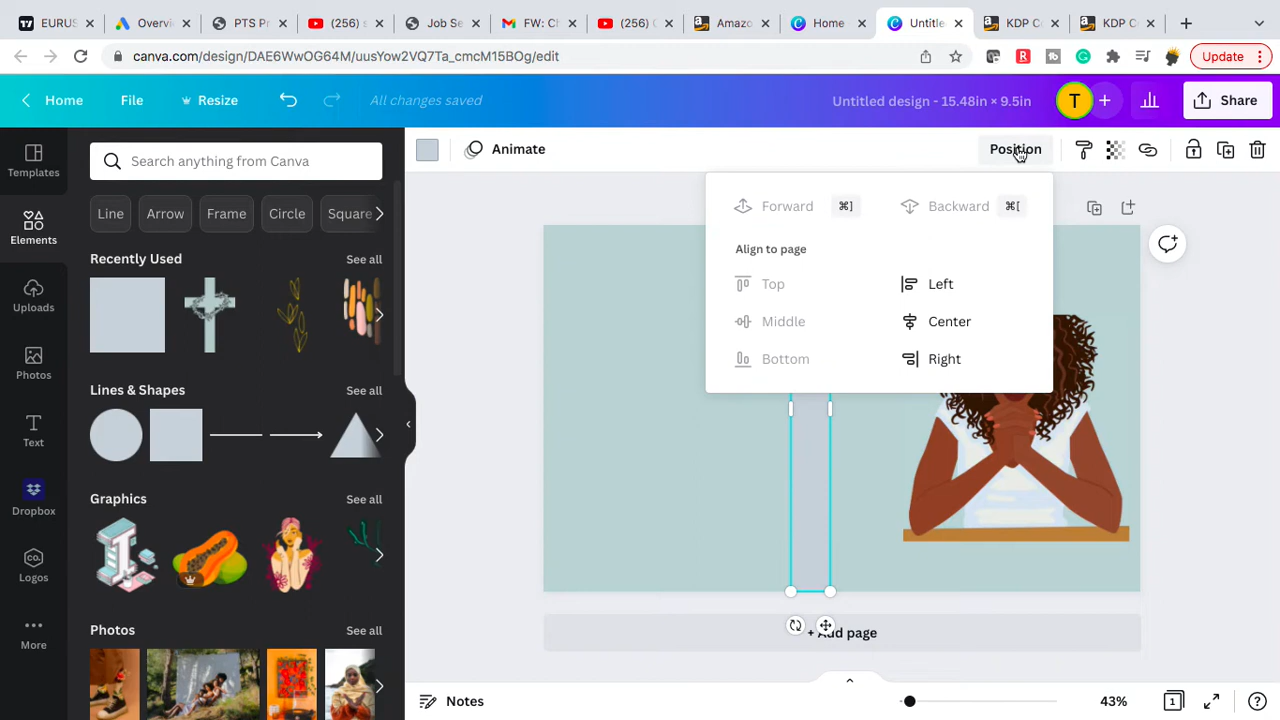 EURUS
Overvi
PTS Pr
(256) s
Job Se
FW: Ch
(256) C
Amazo
Home
Untitle
KDP C
KDP C
canva.com/design/DAE6WwOG64M/uusYow2VQ7Ta_cmcM15BOg/edit
Update
Home
File
Resize
All changes saved
Untitled design - 15.48in × 9.5in
T
Share
Templates
Elements
Uploads
Photos
Text
Dropbox
Logos
More
Search anything from Canva
Line
Arrow
Frame
Circle
Square
Recently Used
See all
Lines & Shapes
See all
Graphics
See all
Photos
See all
Animate
Position
Forward ⌘]
Backward ⌘[
Align to page
Top
Left
Middle
Center
Bottom
Right
+ Add page
Notes
43%
1